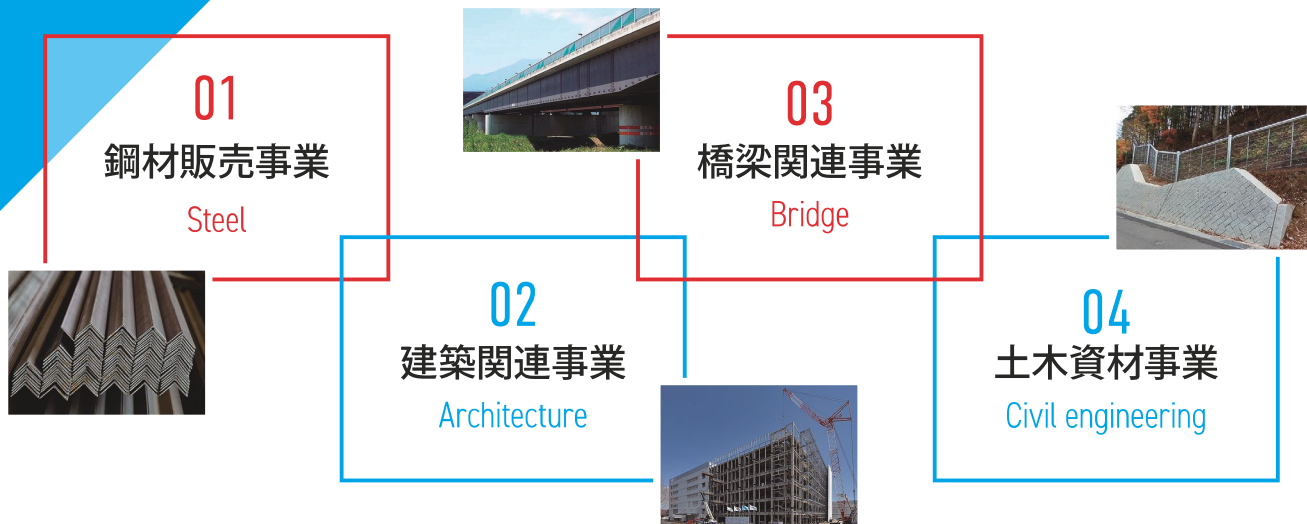 01
鋼材販売事業
Steel
02
建築関連事業
Architecture
03
橋梁関連事業
Bridge
04
土木資材事業
Civil engineering